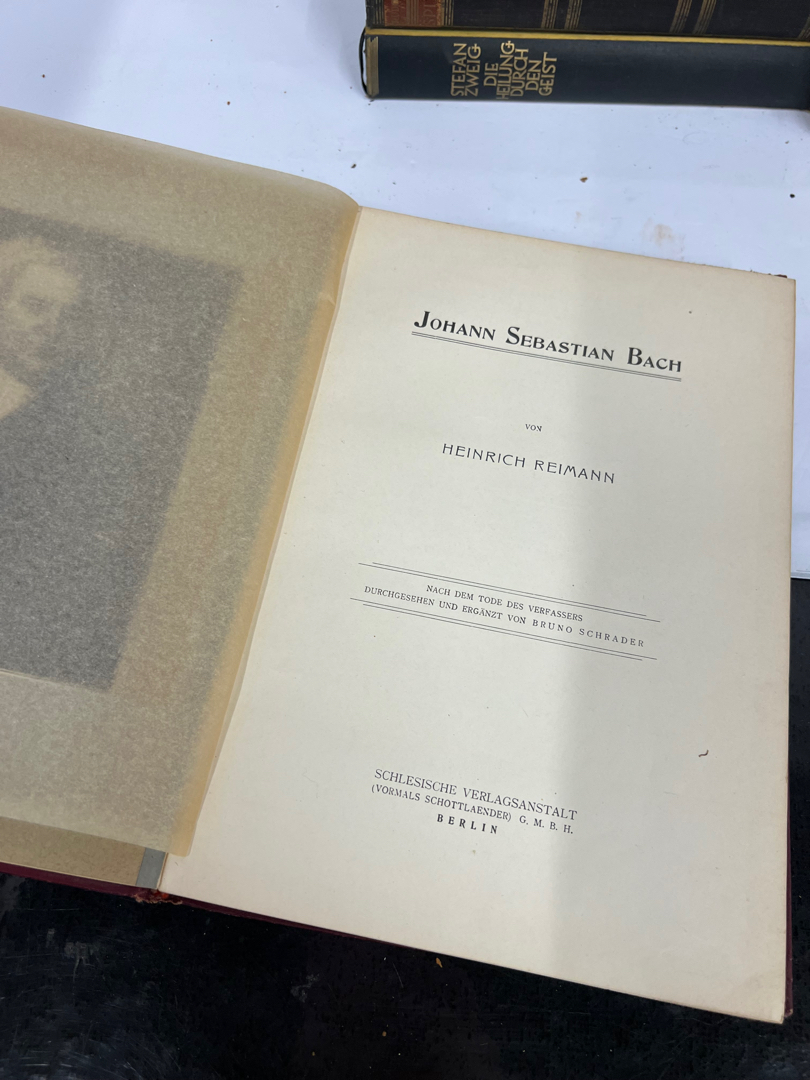 STEFAN
ZWEIG
DIE
HEILUNG
DURCH
DEN
GEIST
JOHANN SEBASTIAN BACH
VON
HEINRICH REIMANN
NACH DEM TODE DES VERFASSERS
DURCHGESEHEN UND ERGÄNZT VON BRUNO SCHRADER
SCHLESISCHE VERLAGSANSTALT
(VORMALS SCHOTTLAENDER) G. M. B. H.
BERLIN